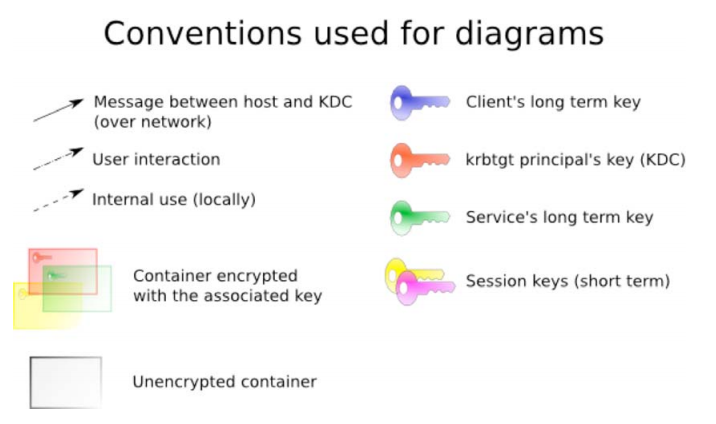 Conventions used for diagrams
Message between host and KDC
(over network)
User interaction
Internal use (locally)
Container encrypted
with the associated key
Unencrypted container
Client's long term key
krbtgt principal's key (KDC)
Service's long term key
Session keys (short term)